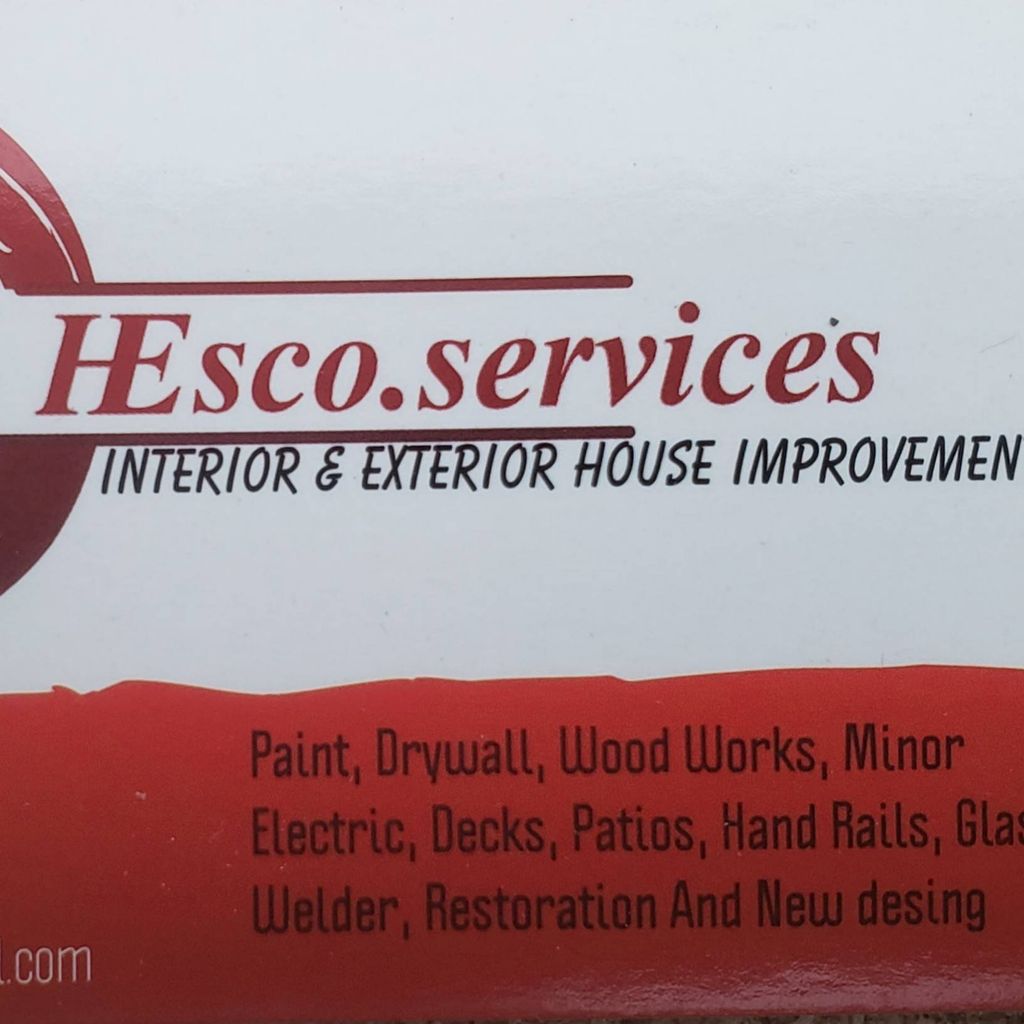 HEsco.services
INTERIOR & EXTERIOR HOUSE IMPROVEMEN
Paint, Drywall, Wood Works, Minor
Electric, Decks, Patios, Hand Rails, Glas
Welder, Restoration And New desing
l.com